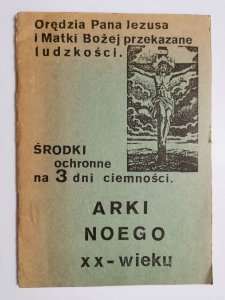 Orędzia Pana Jezusa
i Matki Bożej przekazane
ludzkości.
ŚRODKI
ochronne
na 3 dni ciemności.
ARKI
NOEGO
XX-wieku